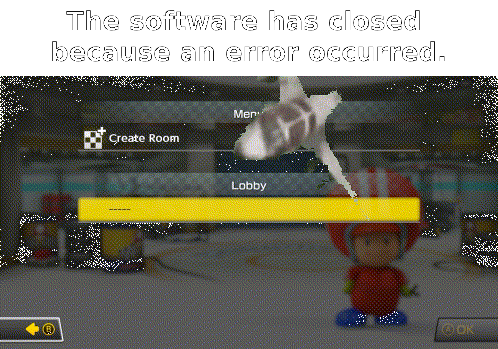 The software has closed
because an error occurred.
Menu
Create Room
Lobby
-----
R
A OK